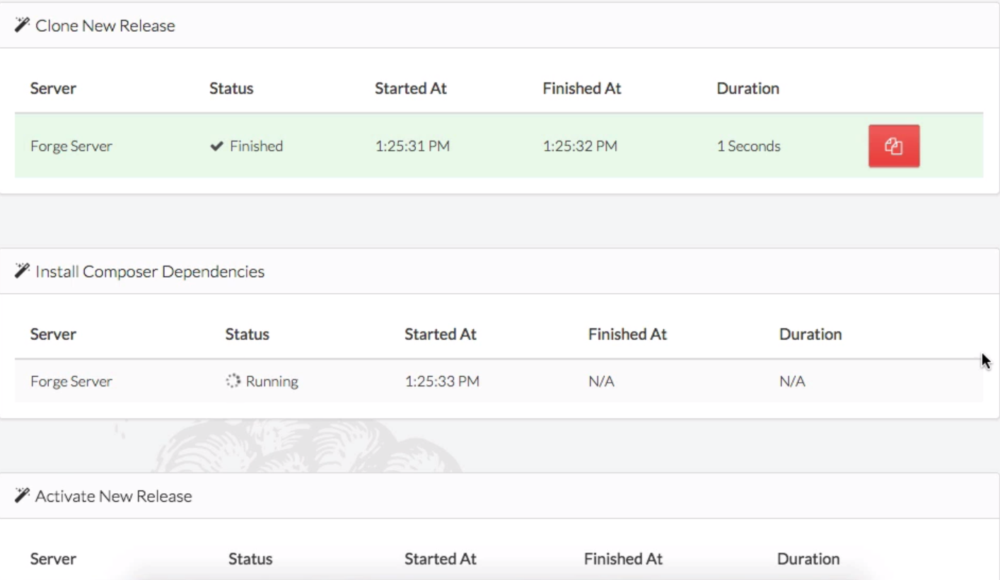 Clone New Release
Server Status Started At Finished At Duration
Forge Server Finished 1:25:31 PM 1:25:32 PM 1 Seconds
Install Composer Dependencies
Server Status Started At Finished At Duration
Forge Server Running 1:25:33 PM N/A N/A
Activate New Release
Server Status Started At Finished At Duration